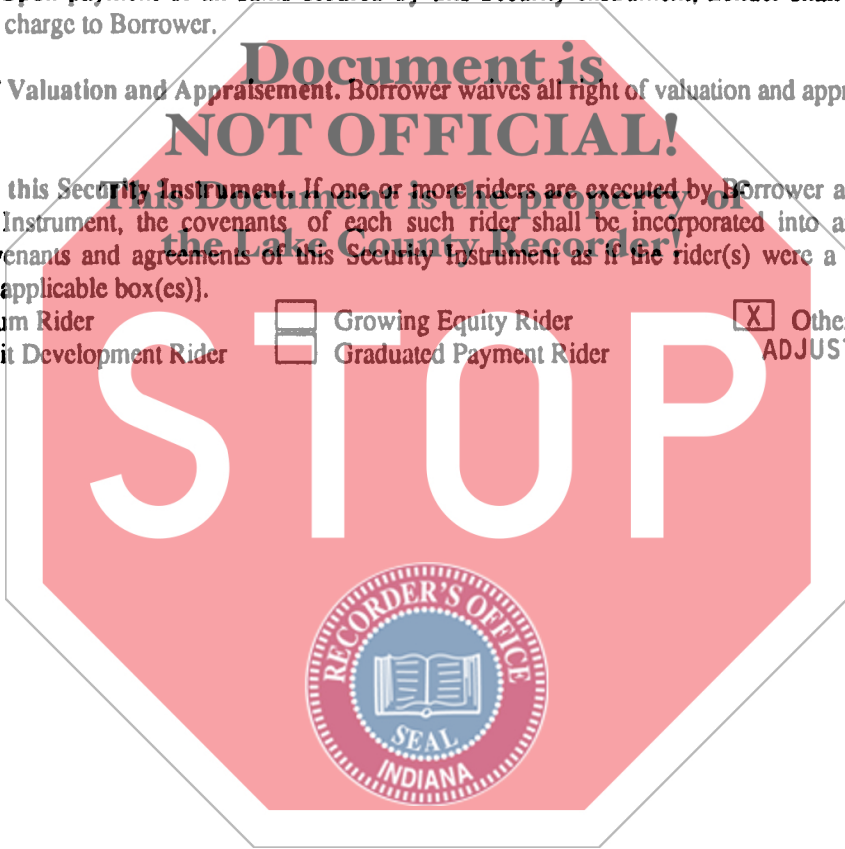 charge to Borrower.
Document is
Valuation and Appraisement. Borrower waives all right of valuation and appr
NOT OFFICIAL!
this Security Instrument. If one or more riders are executed by Borrower a
This Document is the property of
Instrument, the covenants of each such rider shall be incorporated into a
the Lake County Recorder!
enants and agreements of this Security Instrument as if the rider(s) were a
applicable box(es)].
um Rider Growing Equity Rider X Othe
it Development Rider Graduated Payment Rider ADJUS
STOP
RECORDER'S OFFICE
SEAL
INDIANA